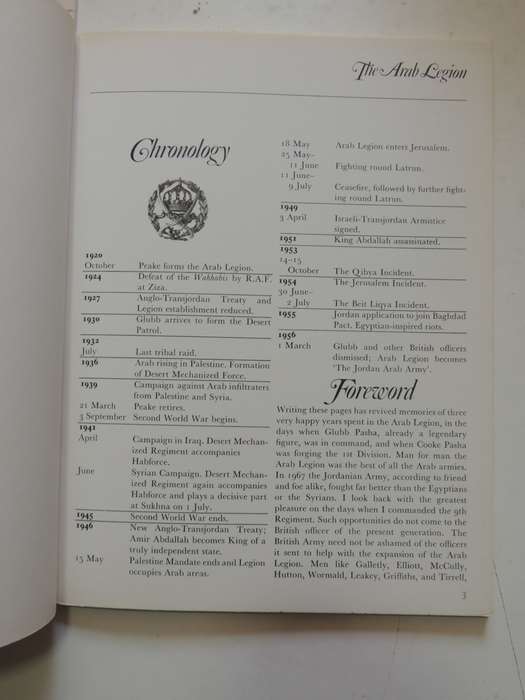 The Arab Legion
Chronology
1920
October Peake forms the Arab Legion.
1924 Defeat of the Wahhabis by R.A.F.
at Ziza.
1927 Anglo-Transjordan Treaty and
Legion establishment reduced.
1930 Glubb arrives to form the Desert
Patrol.
1932
July Last tribal raid.
1936 Arab rising in Palestine. Formation
of Desert Mechanized Force.
1939 Campaign against Arab infiltrators
from Palestine and Syria.
21 March Peake retires.
3 September Second World War begins.
1941
April Campaign in Iraq. Desert Mechan-
ized Regiment accompanies
Habforce.
June Syrian Campaign. Desert Mechan-
ized Regiment again accompanies
Habforce and plays a decisive part
at Sukhna on 1 July.
1945 Second World War ends.
1946 New Anglo-Transjordan Treaty;
Amir Abdallah becomes King of a
truly independent state.
15 May Palestine Mandate ends and Legion
occupies Arab areas.
18 May Arab Legion enters Jerusalem.
25 May–
11 June Fighting round Latrun.
11 June–
9 July Ceasefire, followed by further fight-
ing round Latrun.
1949
3 April Israeli-Transjordan Armistice
signed.
1951 King Abdallah assassinated.
1953
14–15
October The Qibya Incident.
1954 The Jerusalem Incident.
30 June–
2 July The Beit Liqya Incident.
1955 Jordan application to join Baghdad
Pact. Egyptian-inspired riots.
1956
1 March Glubb and other British officers
dismissed; Arab Legion becomes
'The Jordan Arab Army'.
Foreword
Writing these pages has revived memories of three
very happy years spent in the Arab Legion, in the
days when Glubb Pasha, already a legendary
figure, was in command, and when Cooke Pasha
was forging the 1st Division. Man for man the
Arab Legion was the best of all the Arab armies.
In 1967 the Jordanian Army, according to friend
and foe alike, fought far better than the Egyptians
or the Syrians. I look back with the greatest
pleasure on the days when I commanded the 9th
Regiment. Such opportunities do not come to the
British officer of the present generation. The
British Army need not be ashamed of the officers
it sent to help with the expansion of the Arab
Legion. Men like Galletly, Elliott, McCully,
Hutton, Wormald, Leakey, Griffiths, and Tirrell,
3